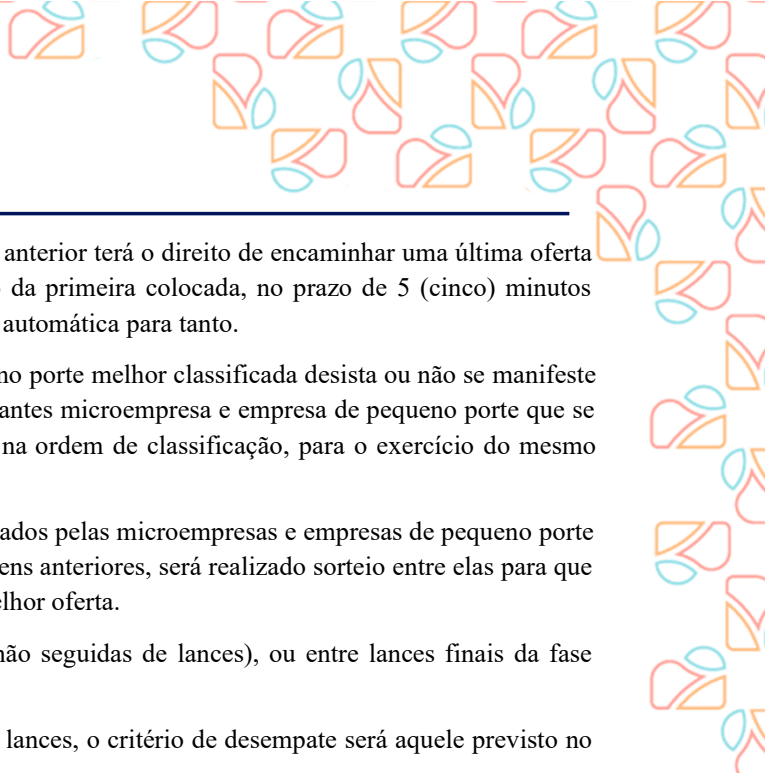 anterior terá o direito de encaminhar uma última oferta
da primeira colocada, no prazo de 5 (cinco) minutos
automática para tanto.
no porte melhor classificada desista ou não se manifeste
antes microempresa e empresa de pequeno porte que se
na ordem de classificação, para o exercício do mesmo
ados pelas microempresas e empresas de pequeno porte
ens anteriores, será realizado sorteio entre elas para que
elhor oferta.
não seguidas de lances), ou entre lances finais da fase
lances, o critério de desempate será aquele previsto no